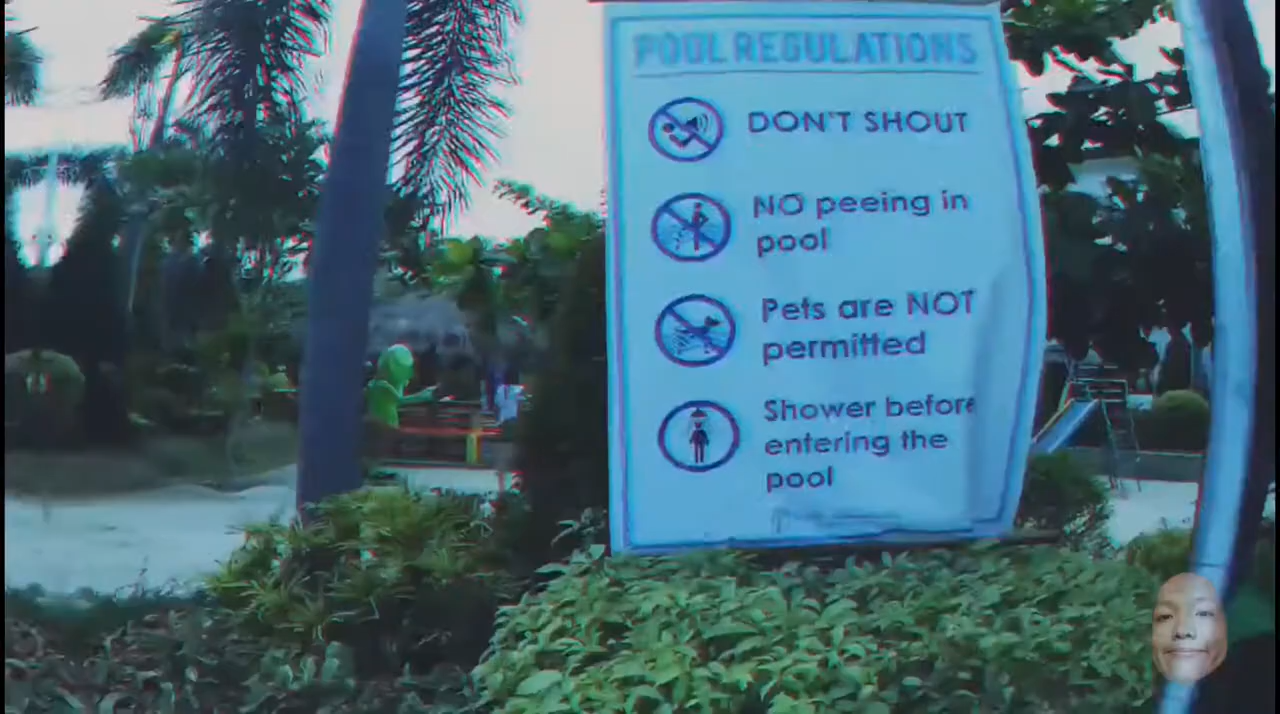 POOL REGULATIONS
DON'T SHOUT
NO peeing in
pool
Pets are NOT
permitted
Shower before
entering the
pool